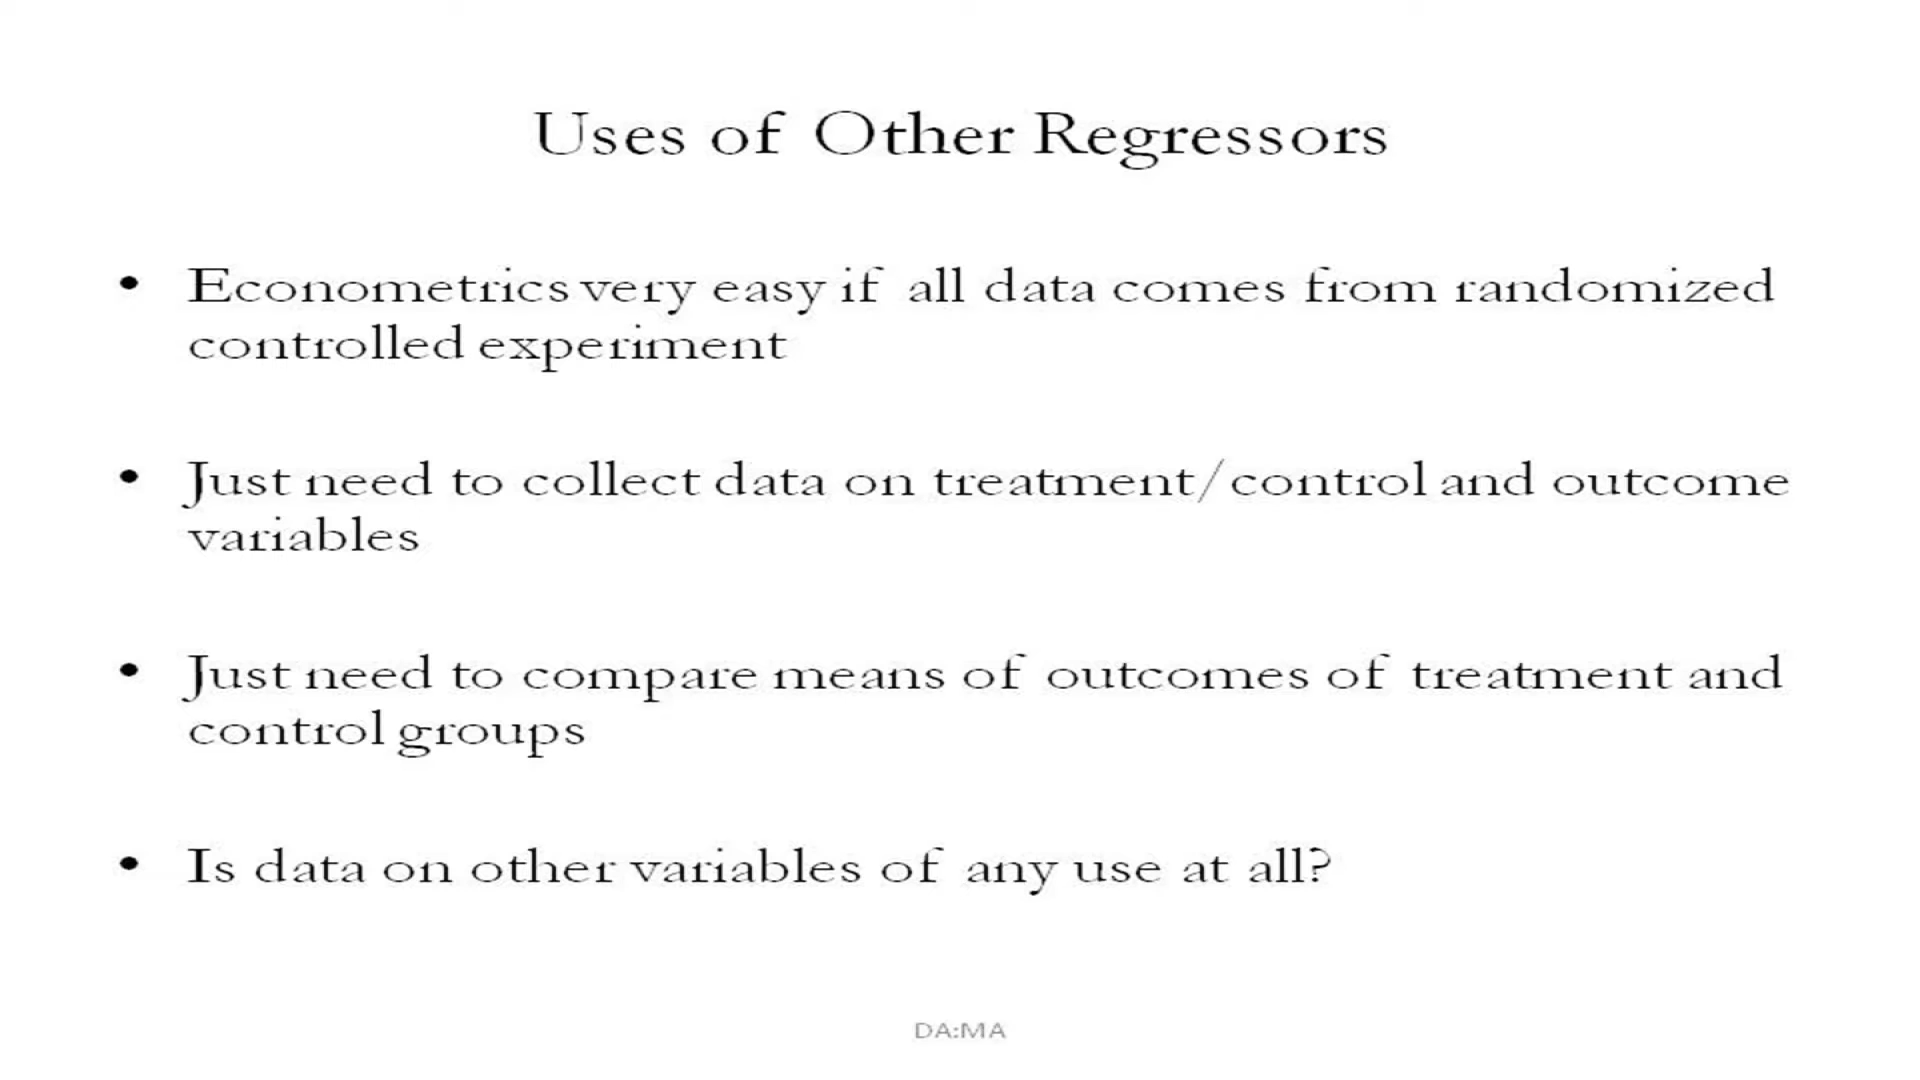 Uses of Other Regressors
• Econometrics very easy if all data comes from randomized
controlled experiment
• Just need to collect data on treatment/control and outcome
variables
• Just need to compare means of outcomes of treatment and
control groups
• Is data on other variables of any use at all?
DA:MA